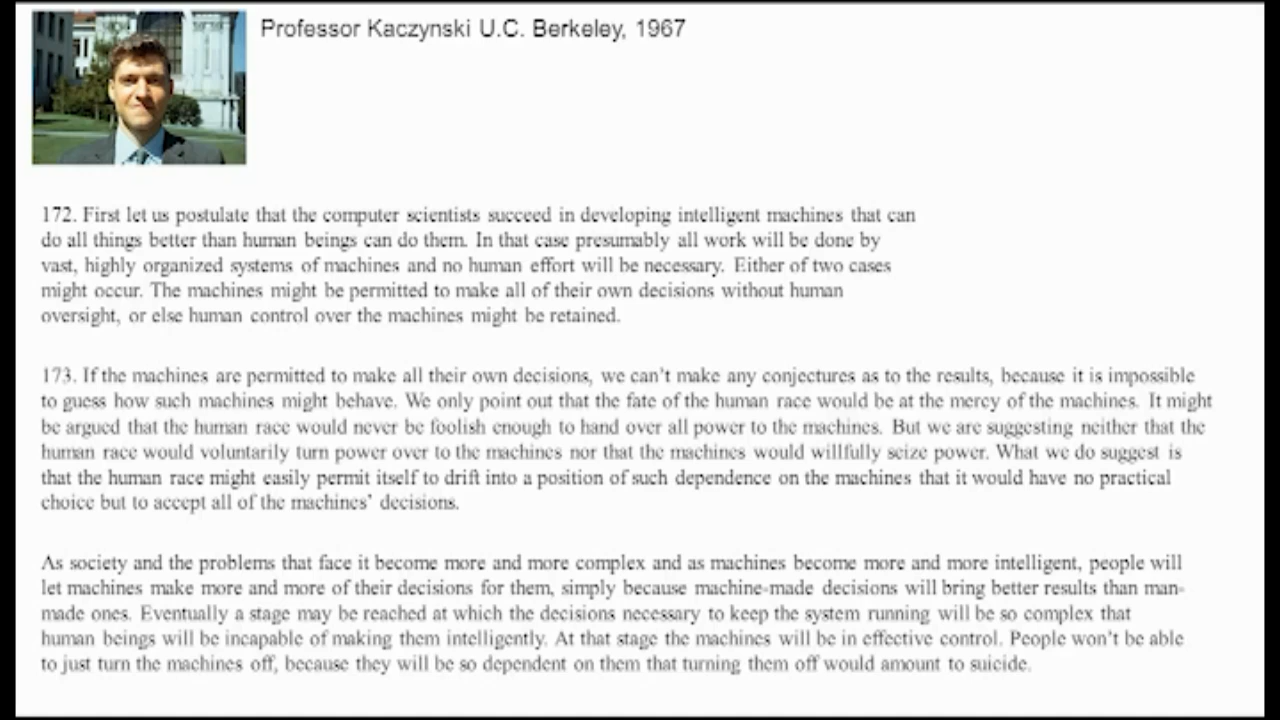 Professor Kaczynski U.C. Berkeley, 1967
172. First let us postulate that the computer scientists succeed in developing intelligent machines that can
do all things better than human beings can do them. In that case presumably all work will be done by
vast, highly organized systems of machines and no human effort will be necessary. Either of two cases
might occur. The machines might be permitted to make all of their own decisions without human
oversight, or else human control over the machines might be retained.
173. If the machines are permitted to make all their own decisions, we can't make any conjectures as to the results, because it is impossible
to guess how such machines might behave. We only point out that the fate of the human race would be at the mercy of the machines. It might
be argued that the human race would never be foolish enough to hand over all power to the machines. But we are suggesting neither that the
human race would voluntarily turn power over to the machines nor that the machines would willfully seize power. What we do suggest is
that the human race might easily permit itself to drift into a position of such dependence on the machines that it would have no practical
choice but to accept all of the machines' decisions.
As society and the problems that face it become more and more complex and as machines become more and more intelligent, people will
let machines make more and more of their decisions for them, simply because machine-made decisions will bring better results than man-
made ones. Eventually a stage may be reached at which the decisions necessary to keep the system running will be so complex that
human beings will be incapable of making them intelligently. At that stage the machines will be in effective control. People won't be able
to just turn the machines off, because they will be so dependent on them that turning them off would amount to suicide.